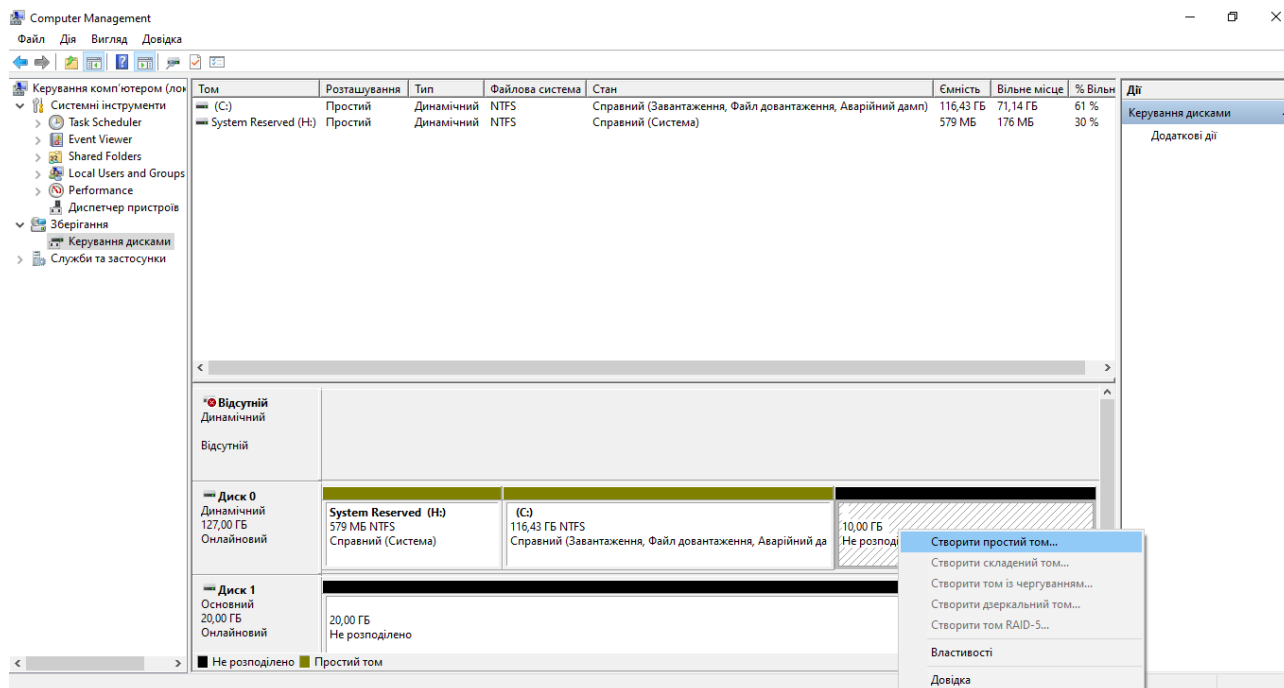 Computer Management
Файл Дія Вигляд Довідка
Керування комп'ютером (лок
Системні інструменти
Task Scheduler
Event Viewer
Shared Folders
Local Users and Groups
Performance
Диспетчер пристроїв
Зберігання
Керування дисками
Служби та застосунки
Том Розташування Тип Файлова система Стан Ємність Вільне місце % Вільн
(C:) Простий Динамічний NTFS Справний (Завантаження, Файл довантаження, Аварійний дамп) 116,43 ГБ 71,14 ГБ 61 %
System Reserved (H:) Простий Динамічний NTFS Справний (Система) 579 МБ 176 МБ 30 %
Дії
Керування дисками
Додаткові дії
Відсутній
Динамічний
Відсутній
Диск 0
Динамічний
127,00 ГБ
Онлайновий
System Reserved (H:)
579 МБ NTFS
Справний (Система)
(C:)
116,43 ГБ NTFS
Справний (Завантаження, Файл довантаження, Аварійний да
10,00 ГБ
Не розподі
Диск 1
Основний
20,00 ГБ
Онлайновий
20,00 ГБ
Не розподілено
Створити простий том...
Створити складений том...
Створити том із чергуванням...
Створити дзеркальний том...
Створити том RAID-5...
Властивості
Довідка
Не розподілено Простий том